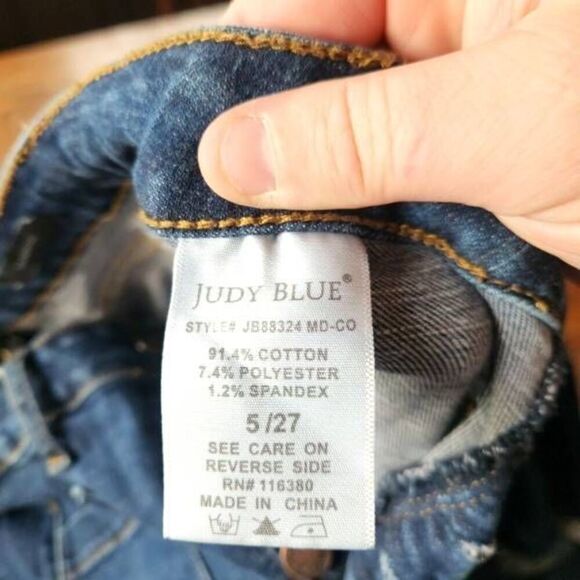 JUDY BLUE®
STYLE# JB88324 MD-CO
91.4% COTTON
7.4% POLYESTER
1.2% SPANDEX
5/27
SEE CARE ON
REVERSE SIDE
RN# 116380
MADE IN CHINA